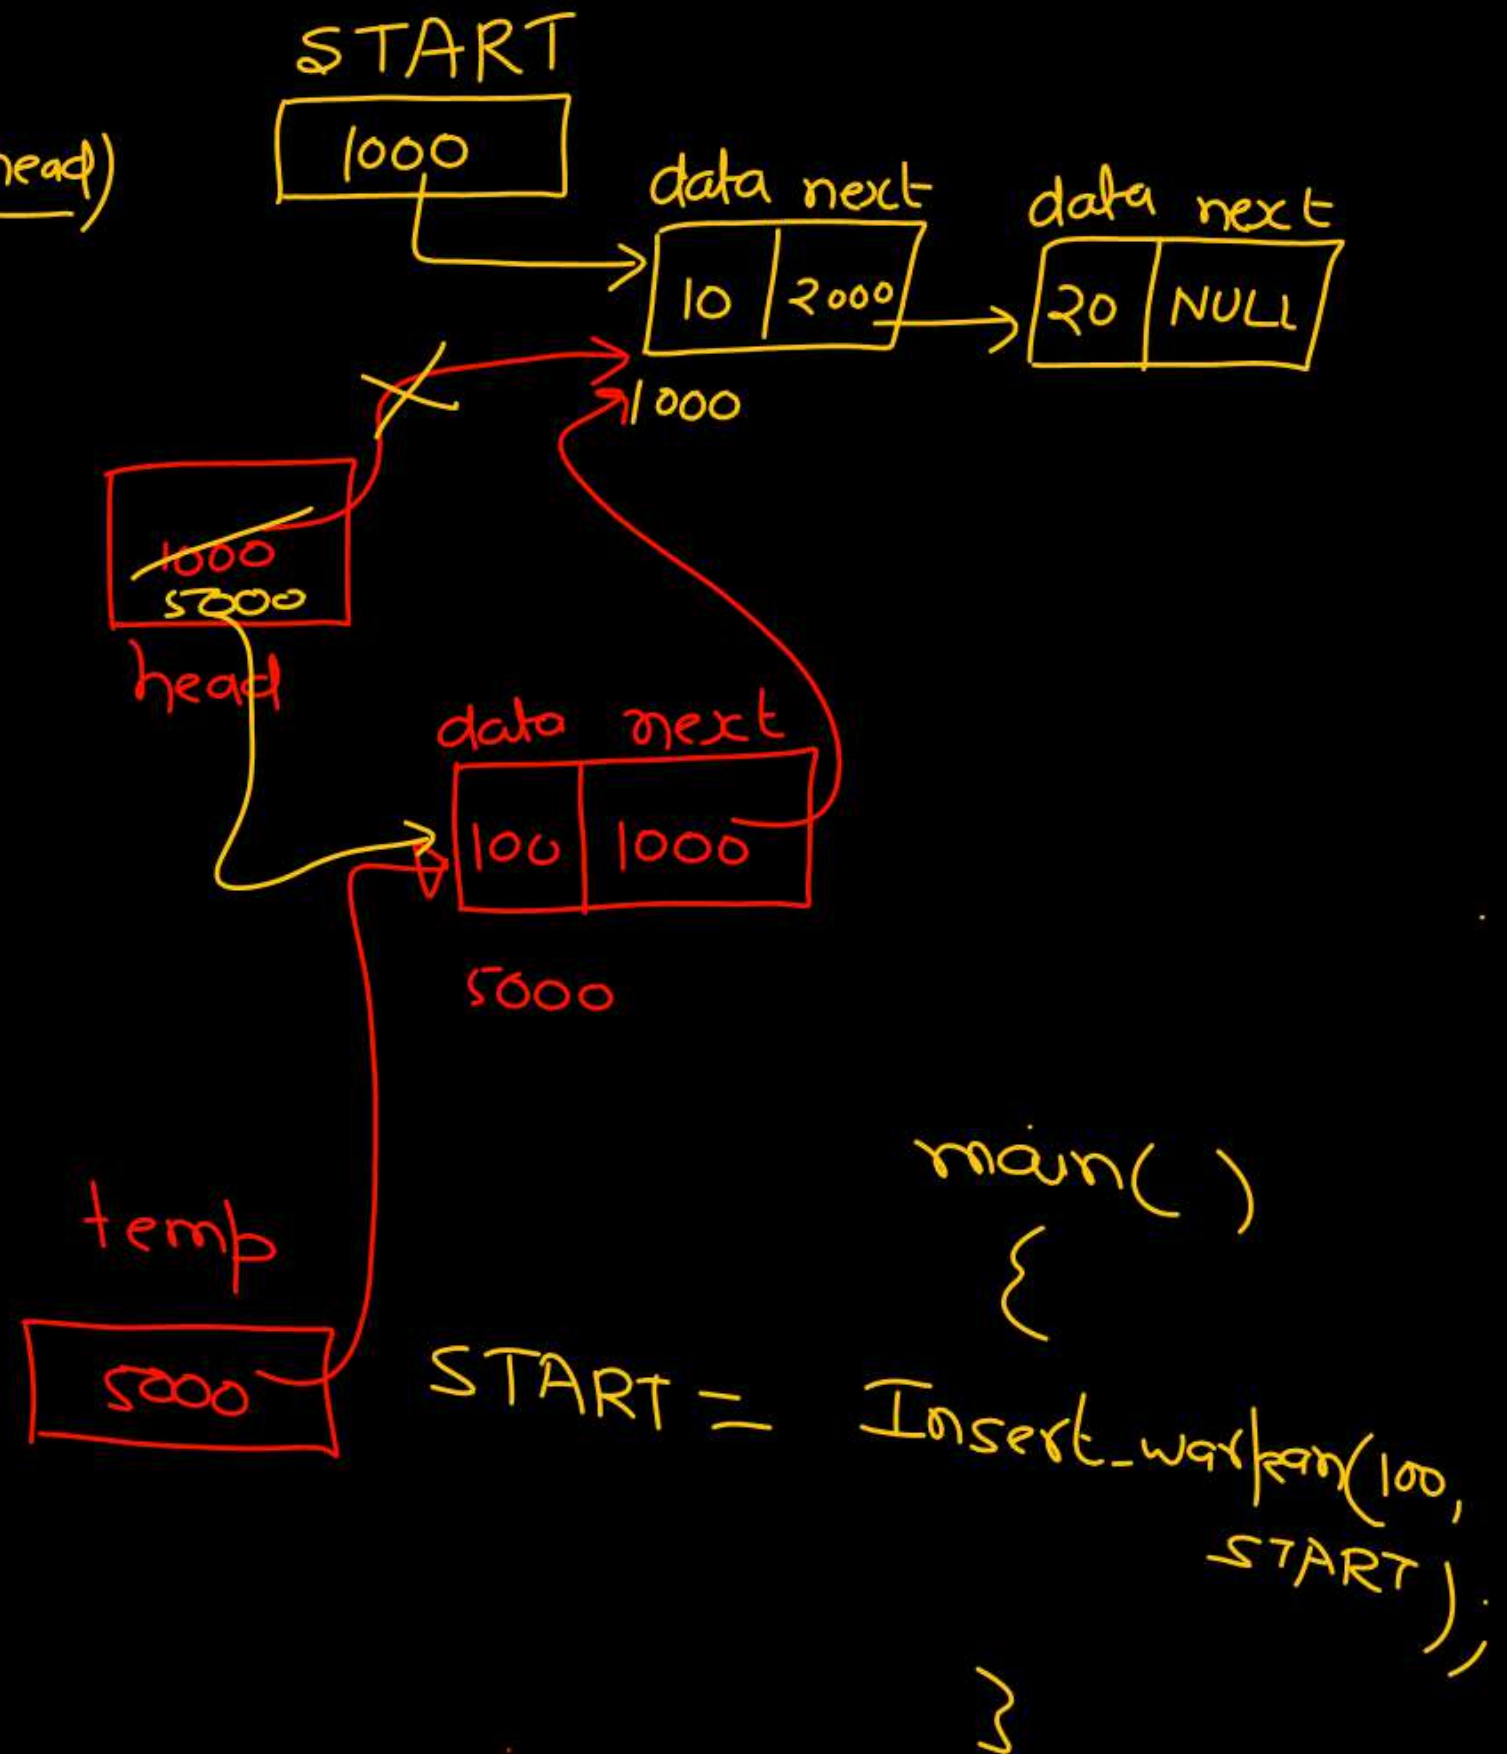 START
head)
1000
data next
data next
10 2000
20 NULL
1000
1000
5000
head
data next
100 1000
5000
temp
5000
main( )
{
START = Insert_warkan(100,
START);
}